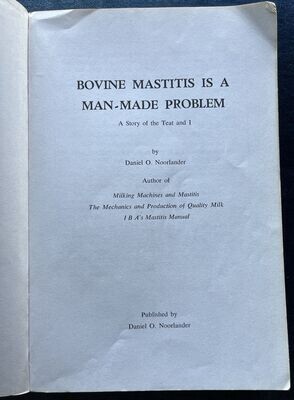 BOVINE MASTITIS IS A
MAN-MADE PROBLEM
A Story of the Teat and I
by
Daniel O. Noorlander
Author of
Milking Machines and Mastitis
The Mechanics and Production of Quality Milk
I B A's Mastitis Manual
Published by
Daniel O. Noorlander